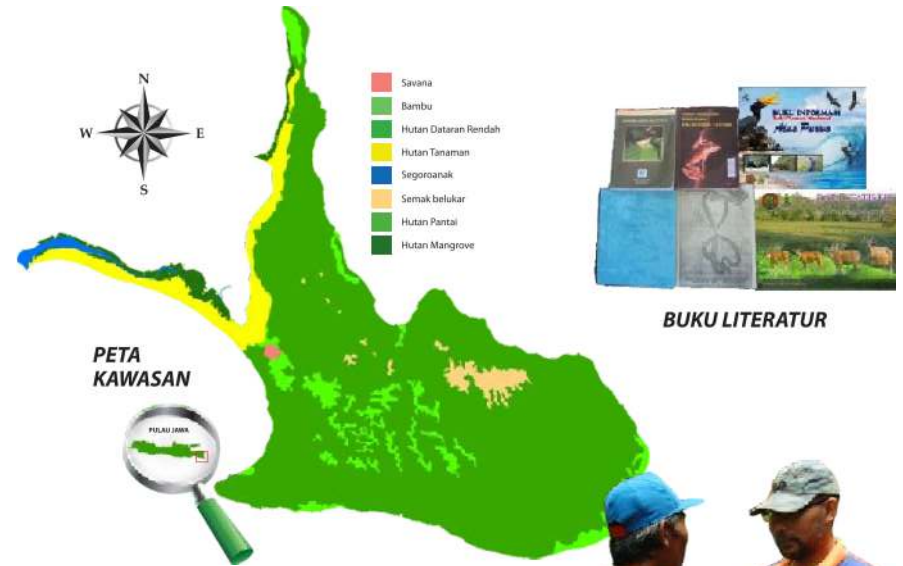 N
W
E
S
Savana
Bambu
Hutan Dataran Rendah
Hutan Tanaman
Segoroanak
Semak belukar
Hutan Pantai
Hutan Mangrove
BUKU INFORMASI
Alas Purwo
BUKU LITERATUR
PETA
KAWASAN
PULAU JAWA